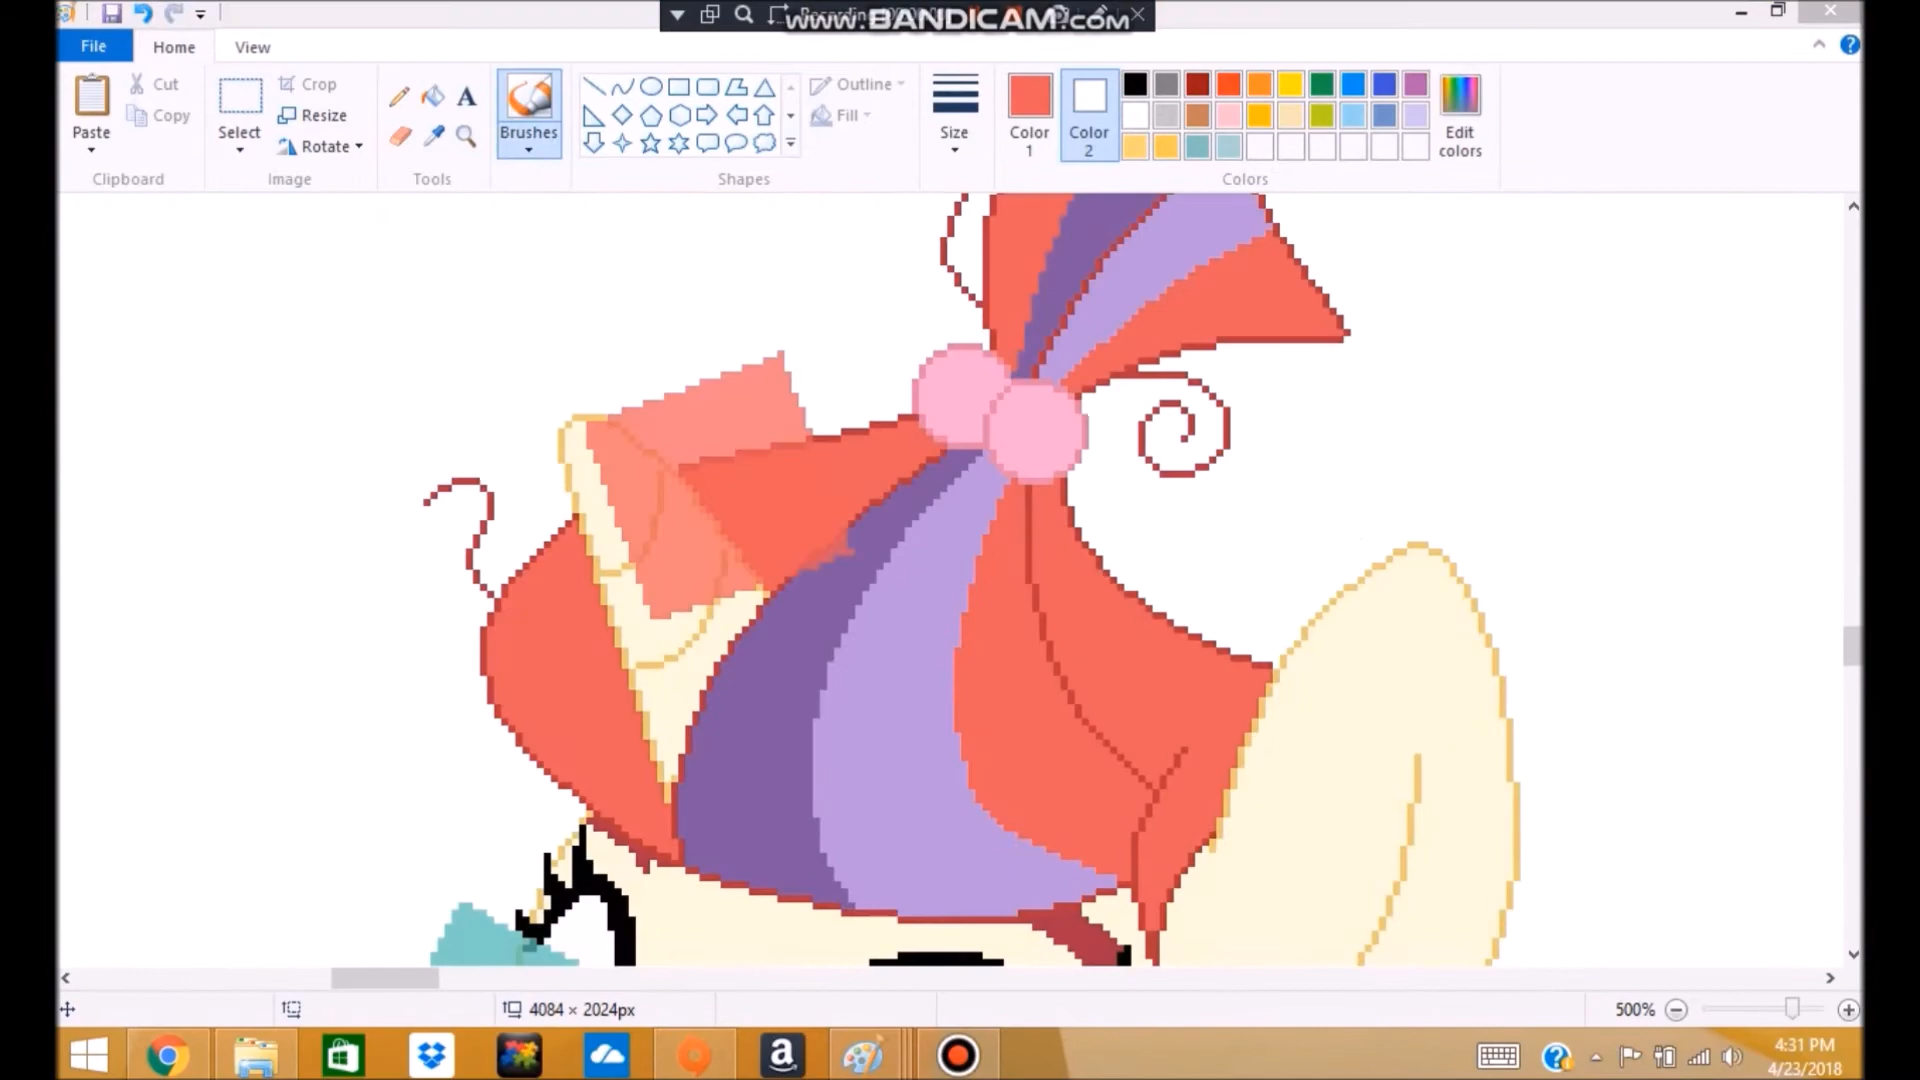 www.BANDICAM.com
File Home View
Cut
Copy
Paste
Clipboard
Select
Crop
Resize
Rotate
Image
A
Tools
Brushes
Outline
Fill
Shapes
Size
Color 1
Color 2
Edit colors
Colors
4084 × 2024px
500%
4:31 PM
4/23/2018